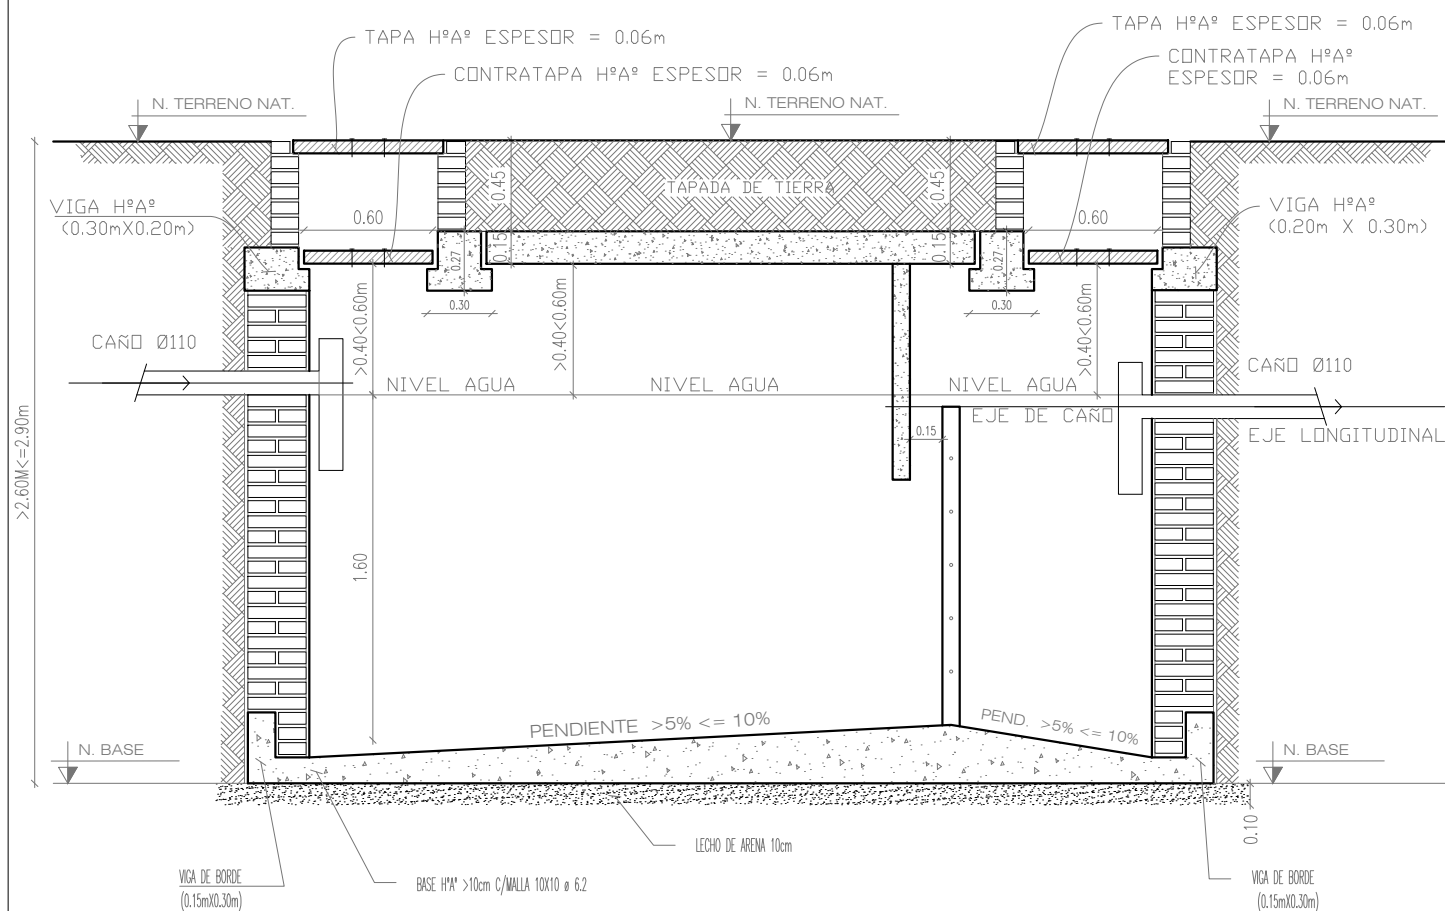 TAPA HºAº ESPESOR = 0.06m
TAPA HºAº ESPESOR = 0.06m
CONTRATAPA HºAº ESPESOR = 0.06m
CONTRATAPA HºAº
ESPESOR = 0.06m
N. TERRENO NAT.
N. TERRENO NAT.
N. TERRENO NAT.
VIGA HºAº
(0.30mX0.20m)
0.60
0.45
TAPADA DE TIERRA
0.45
0.60
VIGA HºAº
(0.20m X 0.30m)
0.15
0.15
0.27
0.27
0.30
0.30
>0.40<0.60m
>0.40<0.60m
>0.40<0.60m
CAÑO Ø110
CAÑO Ø110
NIVEL AGUA
NIVEL AGUA
NIVEL AGUA
EJE DE CAÑO
EJE LONGITUDINAL
0.15
>2.60M<=2.90m
1.60
PENDIENTE >5% <= 10%
PEND. >5% <= 10%
N. BASE
N. BASE
0.10
LECHO DE ARENA 10cm
VIGA DE BORDE
(0.15mX0.30m)
BASE HºAº >10cm C/MALLA 10X10 ø 6.2
VIGA DE BORDE
(0.15mX0.30m)